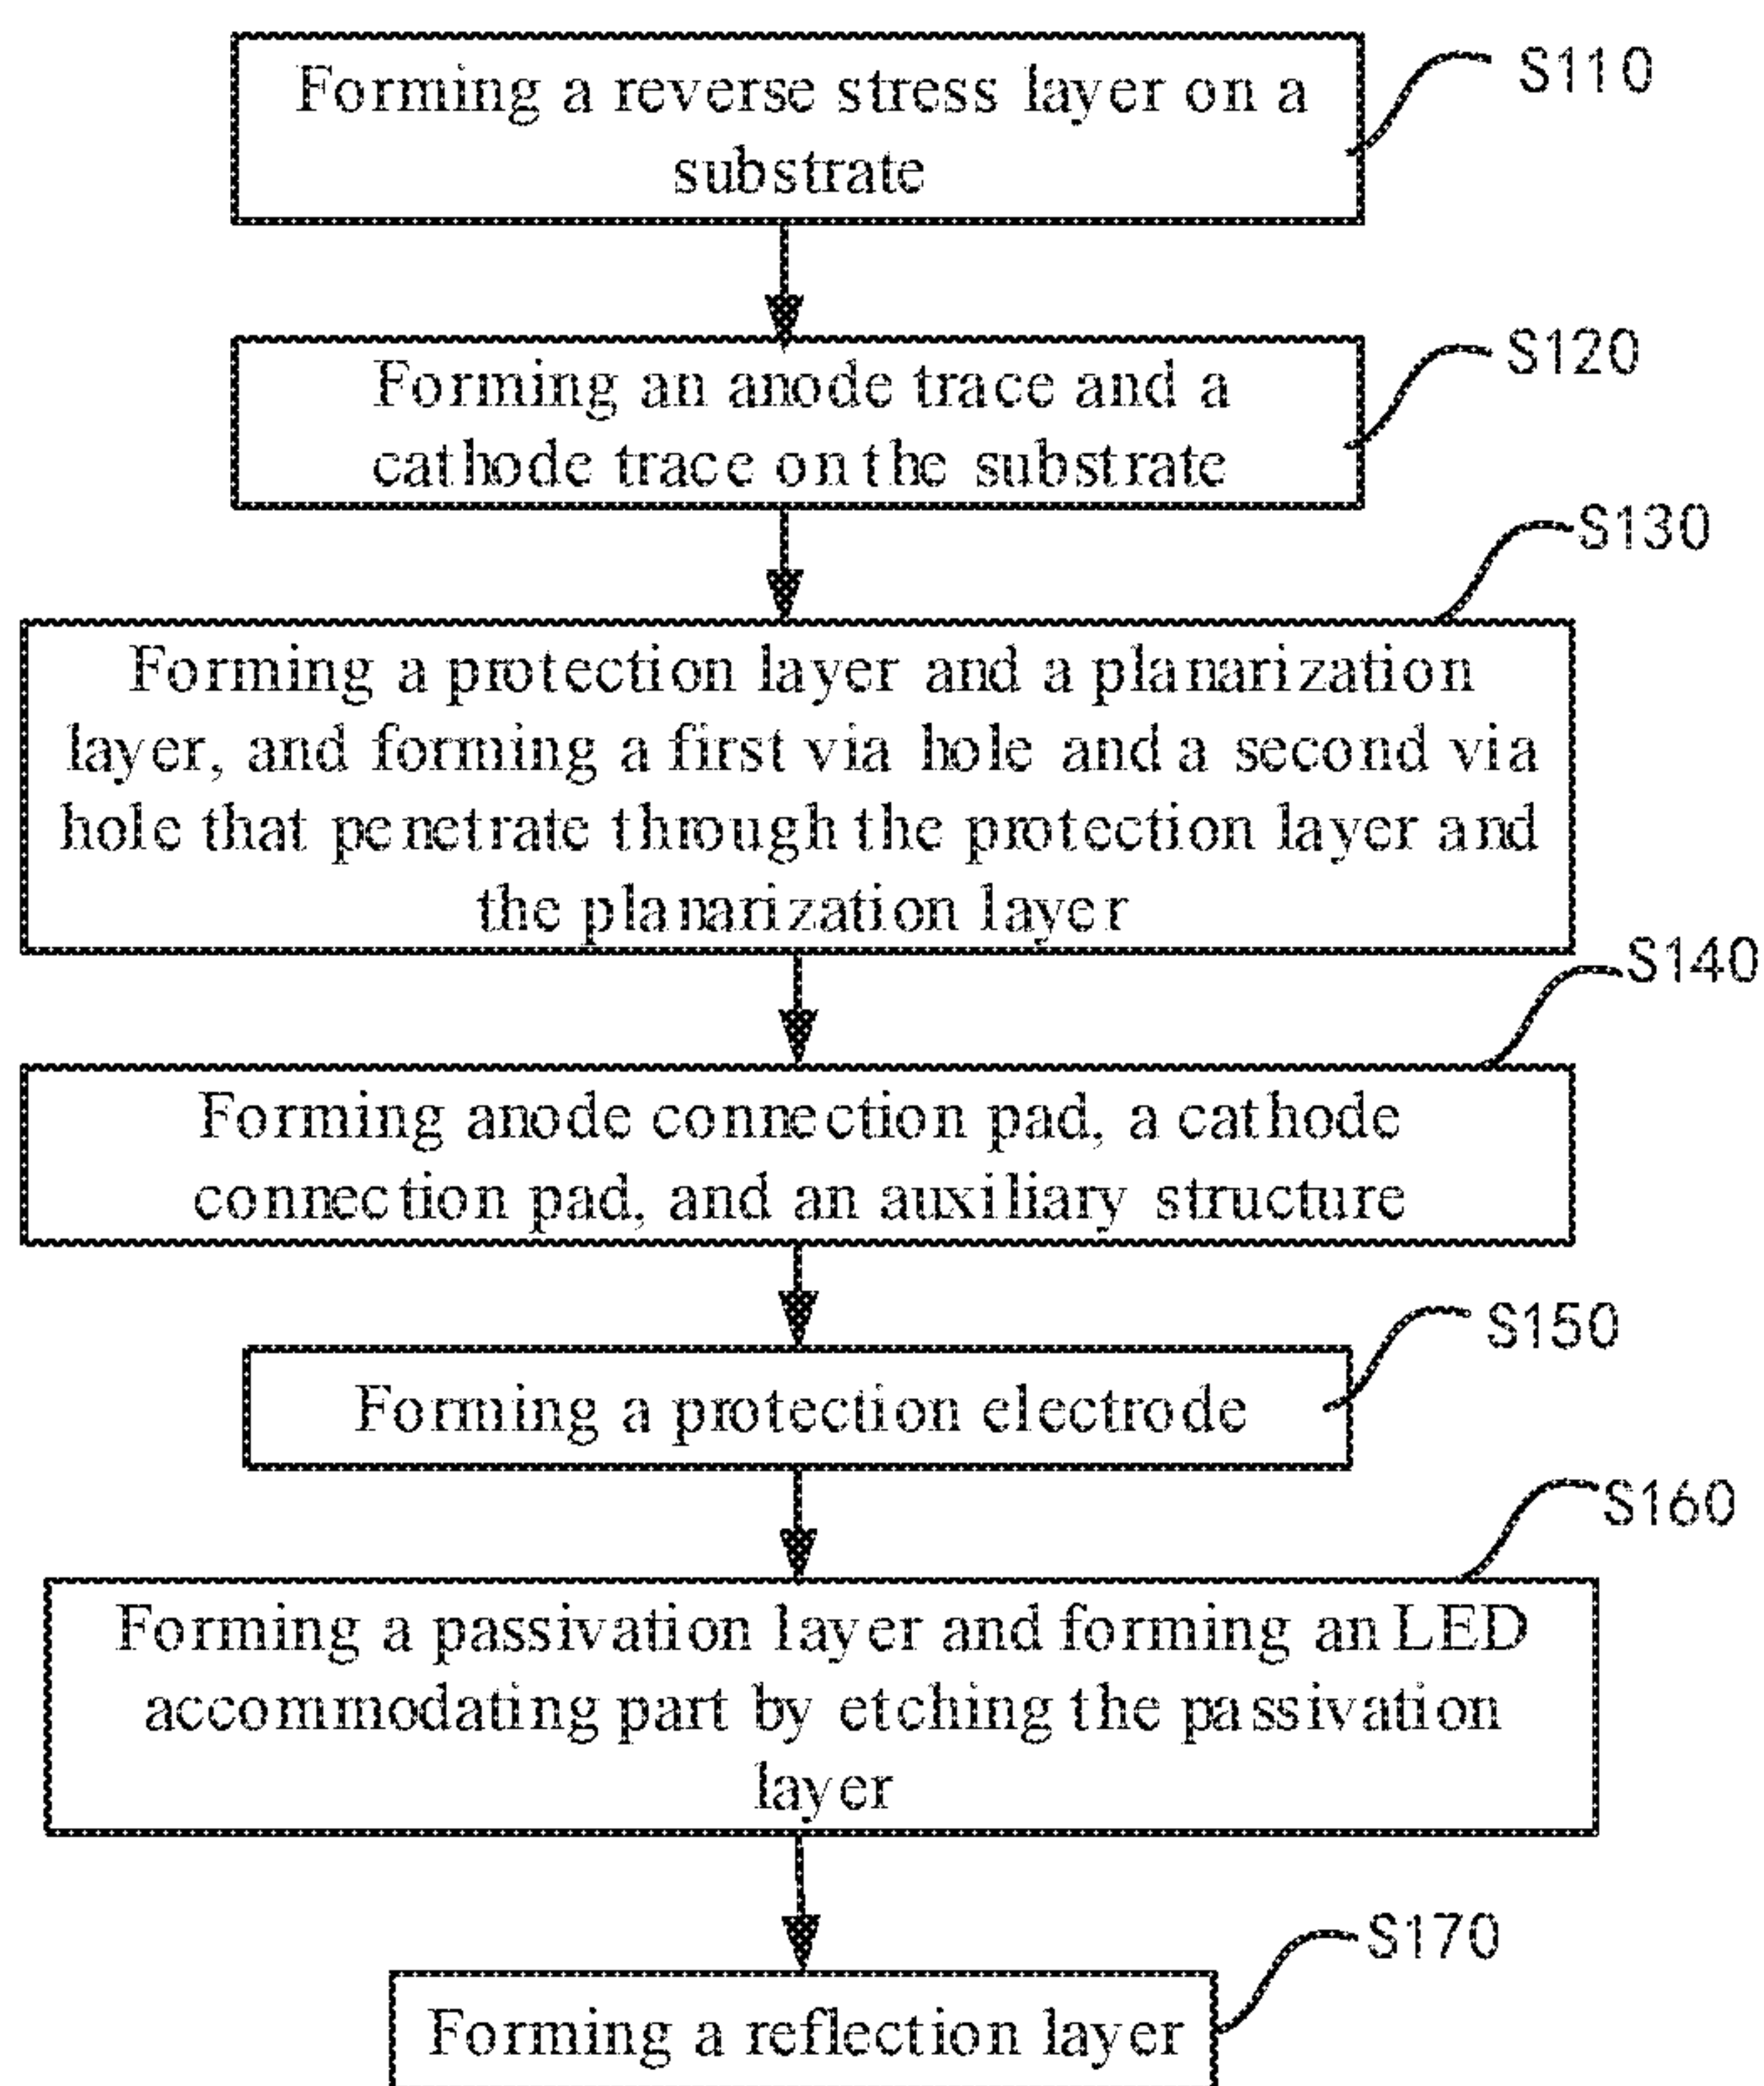 Forming a reverse stress layer on a
substrate
S110
Forming an anode trace and a
cathode trace on the substrate
S120
Forming a protection layer and a planarization
layer, and forming a first via hole and a second via
hole that penetrate through the protection layer and
the planarization layer
S130
Forming anode connection pad, a cathode
connection pad, and an auxiliary structure
S140
Forming a protection electrode
S150
Forming a passivation layer and forming an LED
accommodating part by etching the passivation
layer
S160
Forming a reflection layer
S170